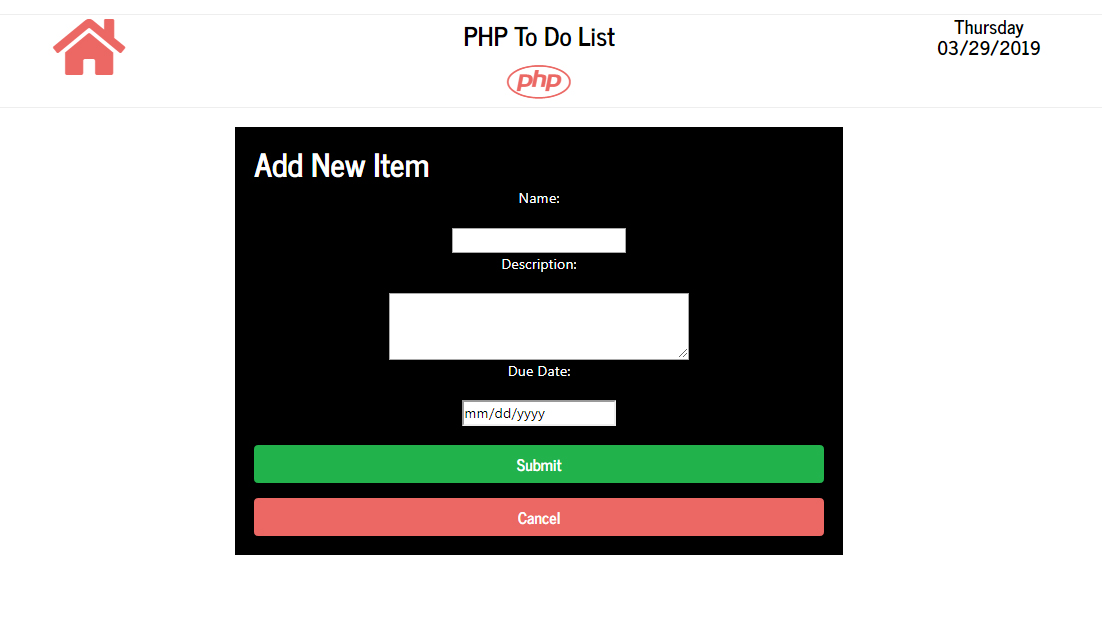 PHP To Do List
php
Thursday
03/29/2019
Add New Item
Name:
Description:
Due Date:
mm/dd/yyyy
Submit
Cancel